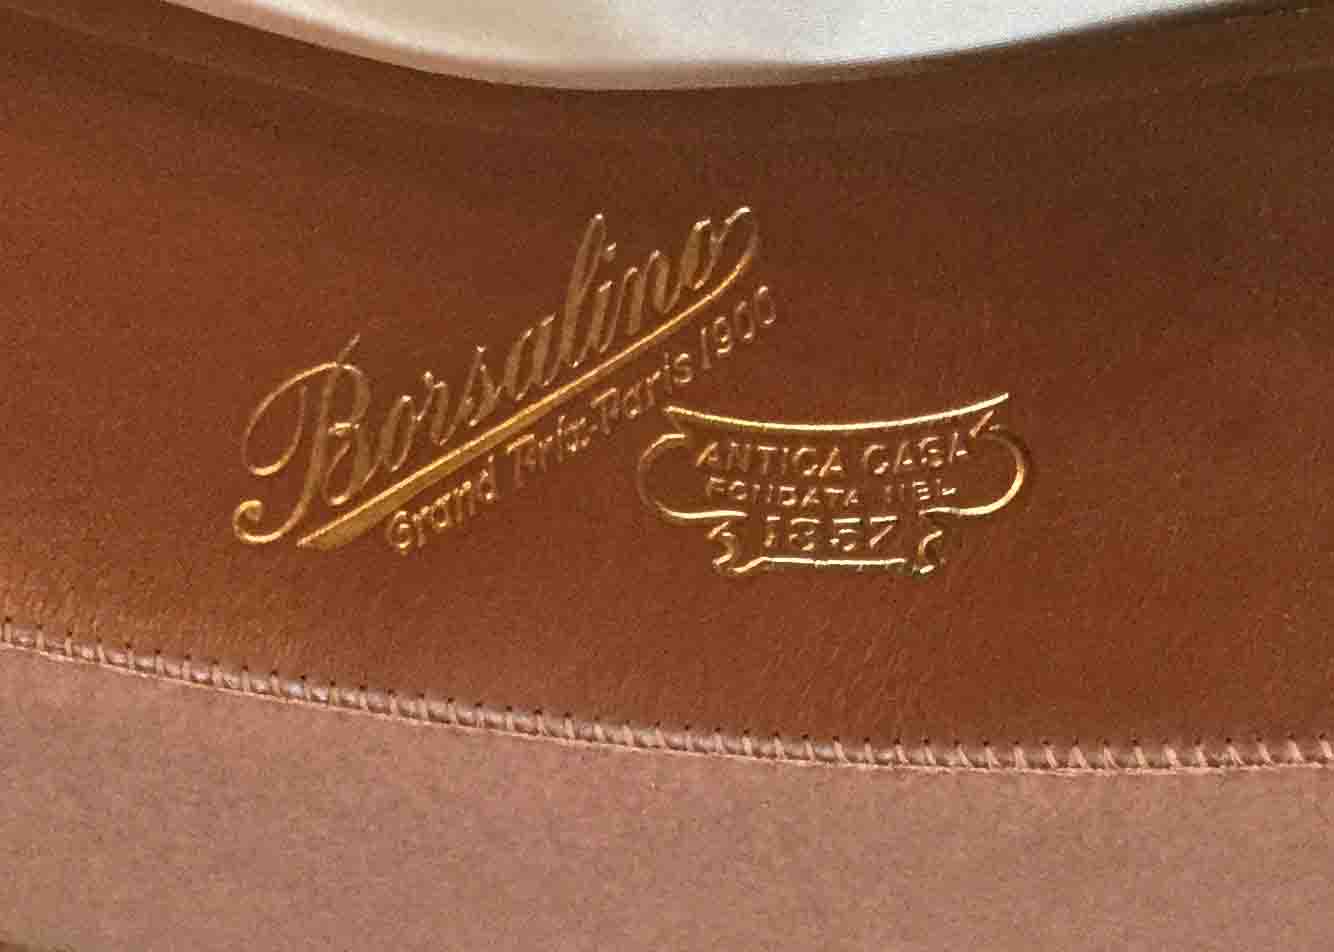 Borsalino
Grand Prix-Paris 1900
ANTICA CASA
FONDATA NEL
1857